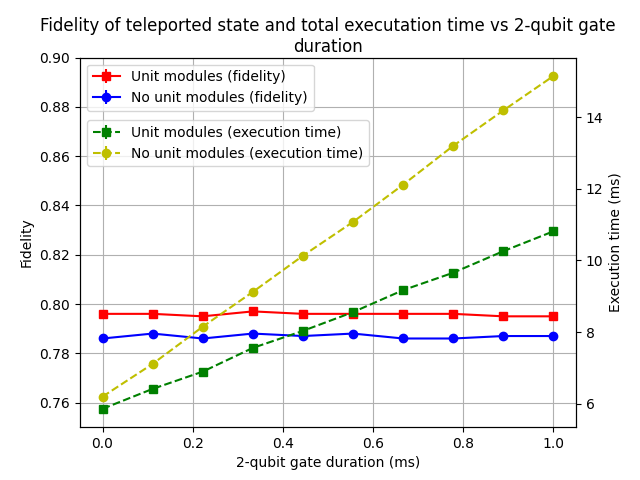 Fidelity of teleported state and total executation time vs 2-qubit gate
duration
Unit modules (fidelity)
No unit modules (fidelity)
Unit modules (execution time)
No unit modules (execution time)
0.90
0.88
0.86
0.84
0.82
0.80
0.78
0.76
Fidelity
14
12
10
8
6
Execution time (ms)
0.0 0.2 0.4 0.6 0.8 1.0
2-qubit gate duration (ms)